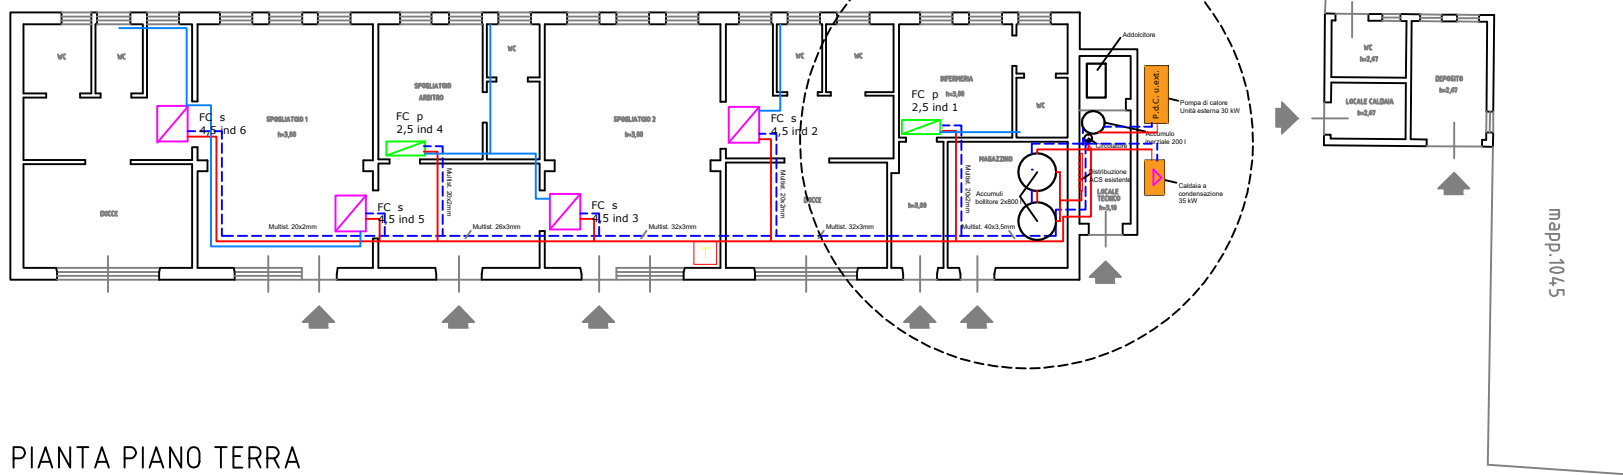 WC
WC
FC s
4,5 ind 6
SPOGLIATOIO 1
h=3,00
DOCCE
FC s
4,5 ind 5
Multist. 20x2mm
SPOGLIATOIO
ARBITRO
FC p
2,5 ind 4
WC
Multist. 20x2mm
Multist. 26x3mm
SPOGLIATOIO 2
h=3,00
FC s
4,5 ind 3
Multist. 32x3mm
T
WC
WC
FC s
4,5 ind 2
Multist. 20x2mm
DOCCE
Multist. 32x3mm
INFERMERIA
h=3,00
FC p
2,5 ind 1
WC
h=3,00
Multist. 20x2mm
MAGAZZINO
Accumuli
bollitore 2x800 l
Multist. 40x3,5mm
Addolcitore
P.d.C. u.ext.
Pompa di calore
Unità esterna 30 kW
Accumulo
inerziale 200 l
Circolatore
Distribuzione
ACS esistente
LOCALE
TECNICO
h=3,10
Caldaia a
condensazione
35 kW
WC
h=2,67
LOCALE CALDAIA
h=2,67
DEPOSITO
h=2,67
mapp.1045
PIANTA PIANO TERRA